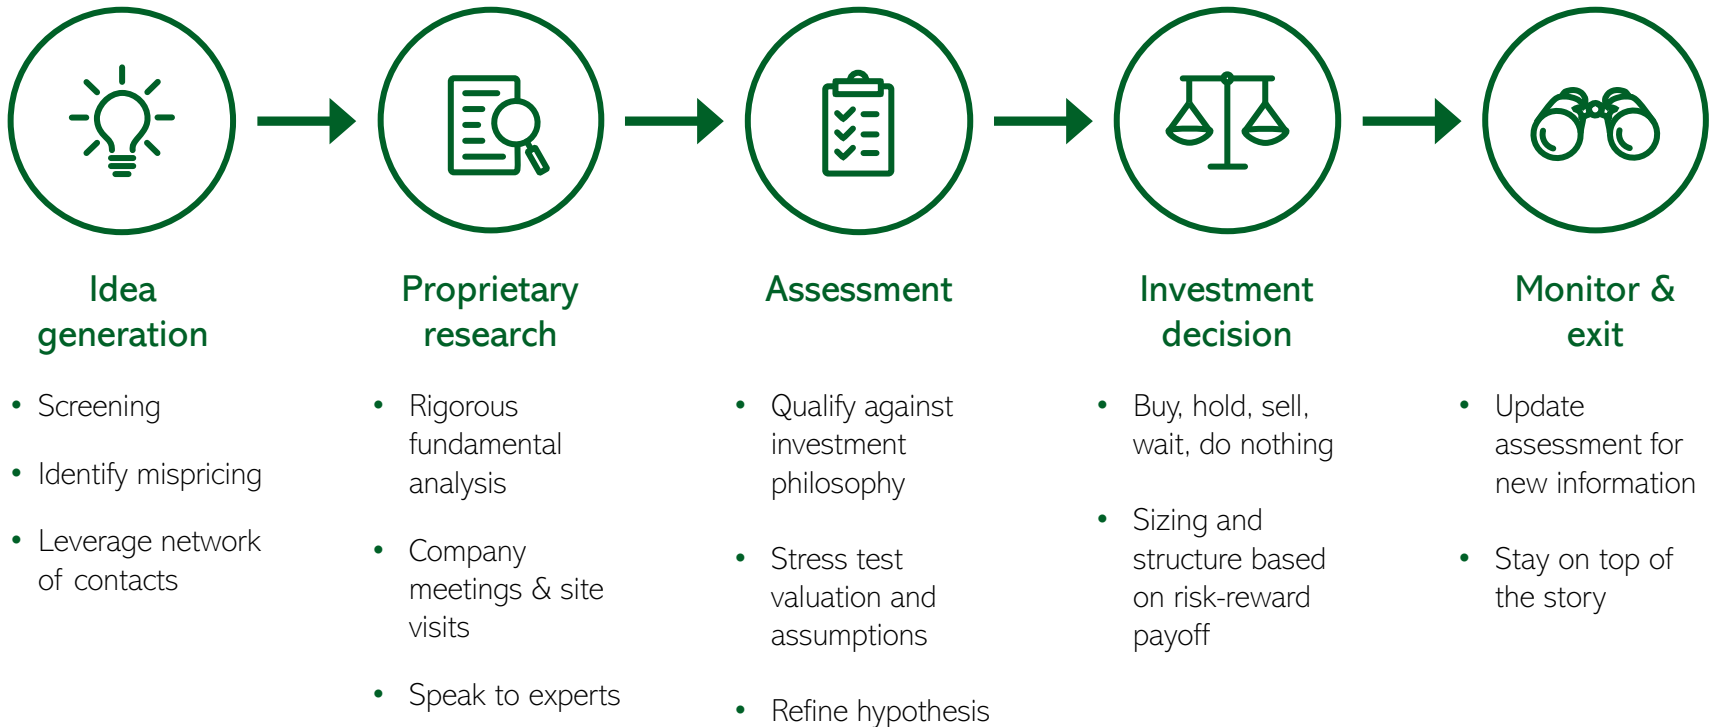 Idea
generation
• Screening
• Identify mispricing
• Leverage network
of contacts
Proprietary
research
• Rigorous
fundamental
analysis
• Company
meetings & site
visits
• Speak to experts
Assessment
• Qualify against
investment
philosophy
• Stress test
valuation and
assumptions
• Refine hypothesis
Investment
decision
• Buy, hold, sell,
wait, do nothing
• Sizing and
structure based
on risk-reward
payoff
Monitor &
exit
• Update
assessment for
new information
• Stay on top of
the story